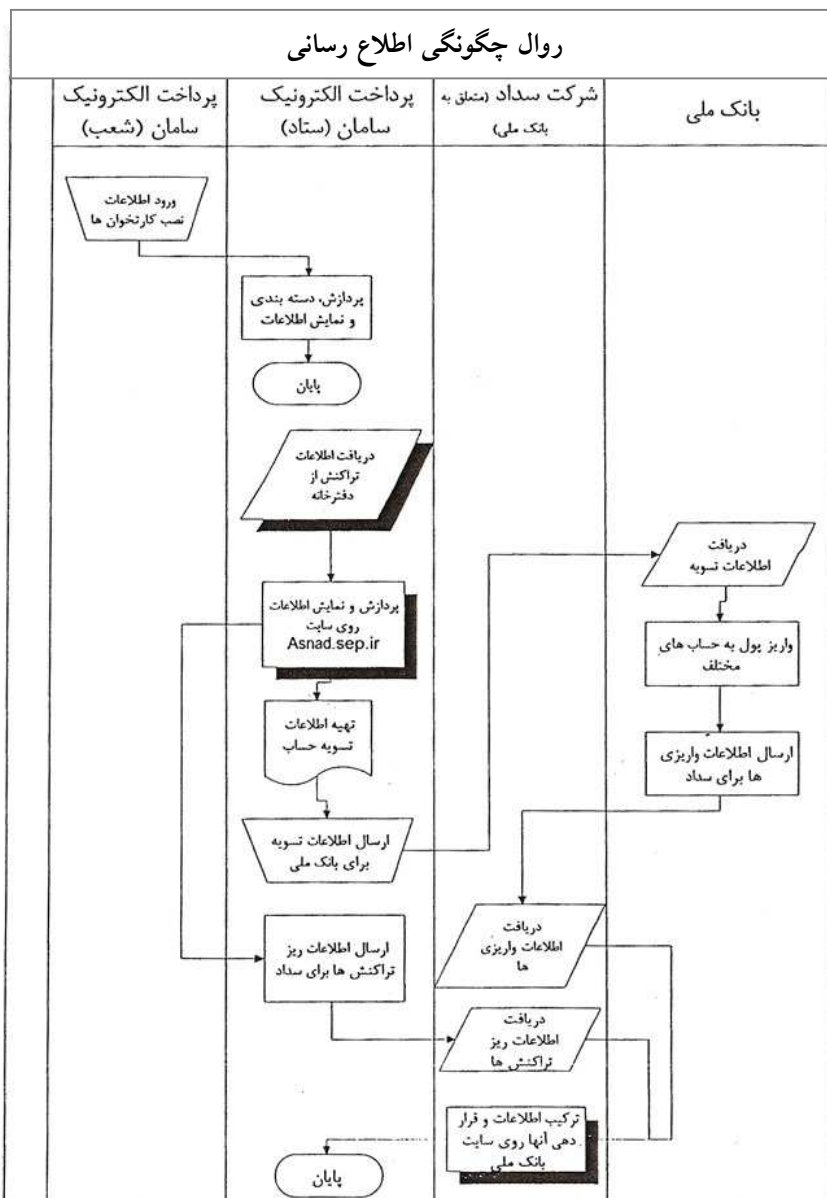 روال چگونگی اطلاع رسانی
بانک ملی
شرکت سداد (متعلق به
بانک ملی)
پرداخت الکترونیک
سامان (ستاد)
پرداخت الکترونیک
سامان (شعب)
ورود اطلاعات
نصب کارتخوان ها
پردازش، دسته بندی
و نمایش اطلاعات
پایان
دریافت اطلاعات
تراکنش از
دفترخانه
پردازش و نمایش اطلاعات
روی سایت
Asnad.sep.ir
تهیه اطلاعات
تسویه حساب
ارسال اطلاعات تسویه
برای بانک ملی
دریافت
اطلاعات تسویه
واریز پول به حساب های
مختلف
ارسال اطلاعات واریزی
ها برای سداد
دریافت
اطلاعات واریزی
ها
ارسال اطلاعات ریز
تراکنش ها برای سداد
دریافت
اطلاعات ریز
تراکنش ها
ترکیب اطلاعات و قرار
دهی آنها روی سایت
بانک ملی
پایان